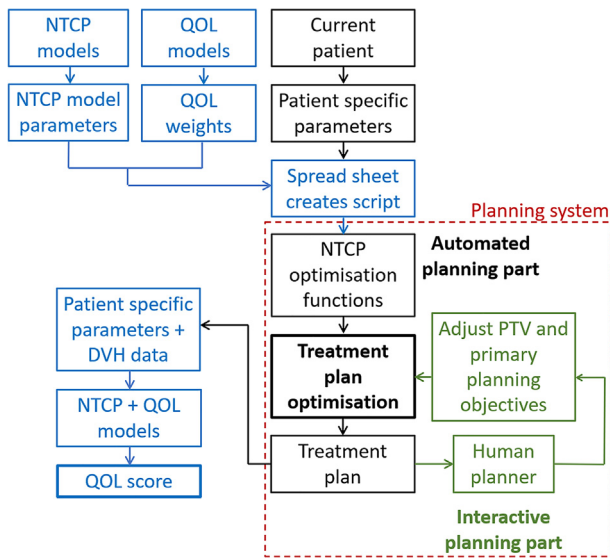 NTCP
models
QOL
models
Current
patient
NTCP model
parameters
QOL
weights
Patient specific
parameters
Spread sheet
creates script
Planning system
NTCP
optimisation
functions
Automated
planning part
Patient specific
parameters +
DVH data
Treatment
plan
optimisation
Adjust PTV and
primary
planning
objectives
NTCP + QOL
models
Treatment
plan
Human
planner
QOL score
Interactive
planning part